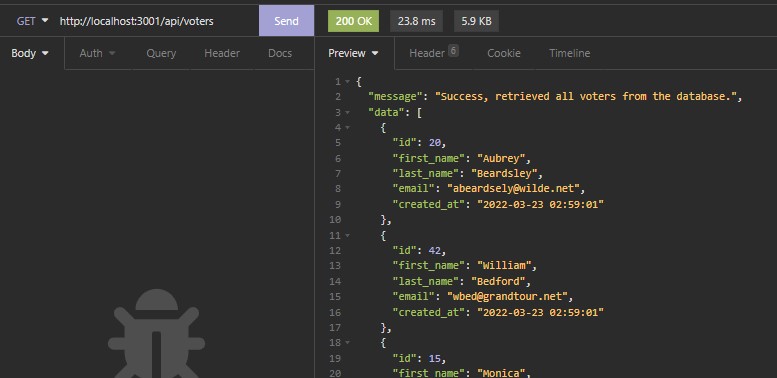 GET http://localhost:3001/api/voters Send 200 OK 23.8 ms 5.9 KB
Body Auth Query Header Docs Preview Header 6 Cookie Timeline
1 {
2 "message": "Success, retrieved all voters from the database.",
3 "data": [
4 {
5 "id": 20,
6 "first_name": "Aubrey",
7 "last_name": "Beardsley",
8 "email": "abeardsely@wilde.net",
9 "created_at": "2022-03-23 02:59:01"
10 },
11 {
12 "id": 42,
13 "first_name": "William",
14 "last_name": "Bedford",
15 "email": "wbed@grandtour.net",
16 "created_at": "2022-03-23 02:59:01"
17 },
18 {
19 "id": 15,
20 "first_name": "Monica",